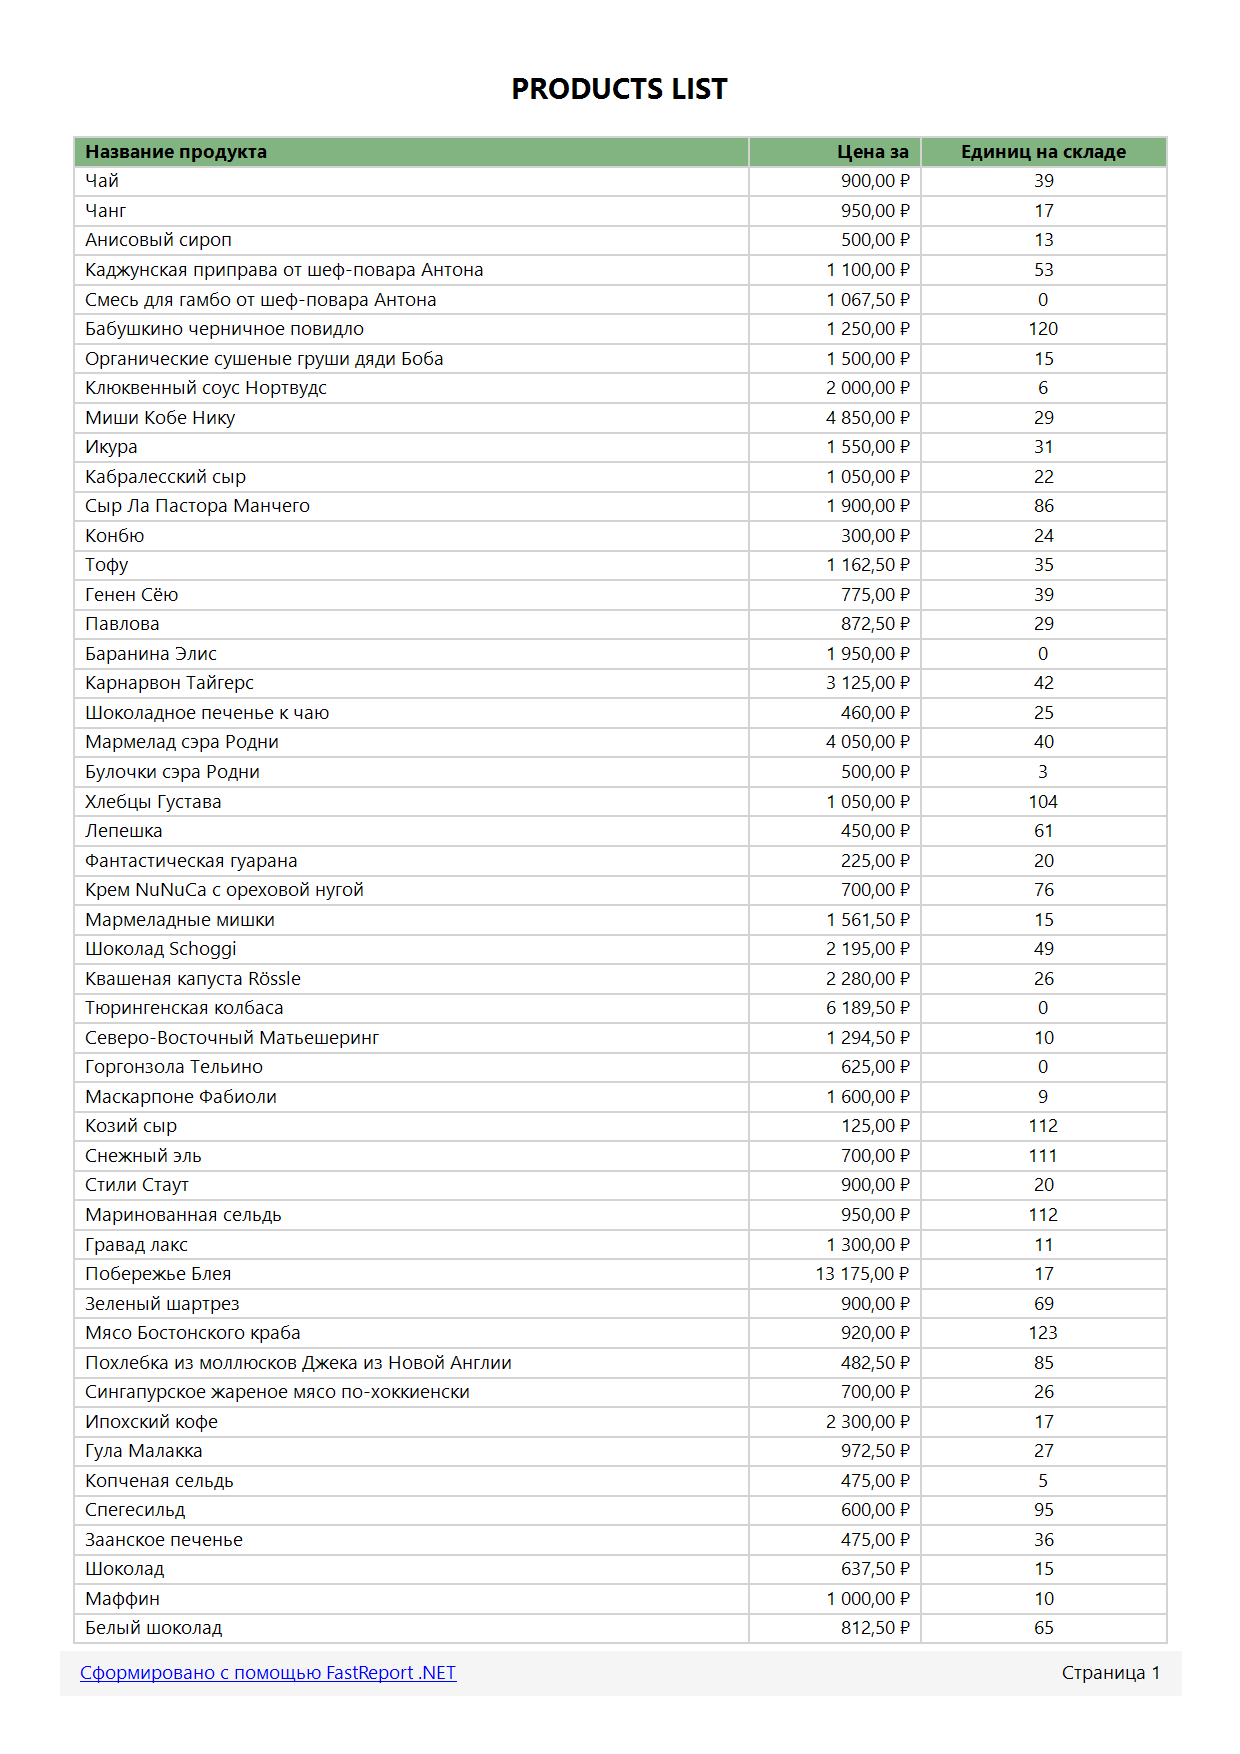 PRODUCTS LIST
Название продукта Цена за Единиц на складе
Чай 900,00 ₽ 39
Чанг 950,00 ₽ 17
Анисовый сироп 500,00 ₽ 13
Каджунская приправа от шеф-повара Антона 1 100,00 ₽ 53
Смесь для гамбо от шеф-повара Антона 1 067,50 ₽ 0
Бабушкино черничное повидло 1 250,00 ₽ 120
Органические сушеные груши дяди Боба 1 500,00 ₽ 15
Клюквенный соус Нортвудс 2 000,00 ₽ 6
Миши Кобе Нику 4 850,00 ₽ 29
Икура 1 550,00 ₽ 31
Кабралесский сыр 1 050,00 ₽ 22
Сыр Ла Пастора Манчего 1 900,00 ₽ 86
Конбю 300,00 ₽ 24
Тофу 1 162,50 ₽ 35
Генен Сёю 775,00 ₽ 39
Павлова 872,50 ₽ 29
Баранина Элис 1 950,00 ₽ 0
Карнарвон Тайгерс 3 125,00 ₽ 42
Шоколадное печенье к чаю 460,00 ₽ 25
Мармелад сэра Родни 4 050,00 ₽ 40
Булочки сэра Родни 500,00 ₽ 3
Хлебцы Густава 1 050,00 ₽ 104
Лепешка 450,00 ₽ 61
Фантастическая гуарана 225,00 ₽ 20
Крем NuNuCa с ореховой нугой 700,00 ₽ 76
Мармеладные мишки 1 561,50 ₽ 15
Шоколад Schoggi 2 195,00 ₽ 49
Квашеная капуста Rössle 2 280,00 ₽ 26
Тюрингенская колбаса 6 189,50 ₽ 0
Северо-Восточный Матьешеринг 1 294,50 ₽ 10
Горгонзола Тельино 625,00 ₽ 0
Маскарпоне Фабиоли 1 600,00 ₽ 9
Козий сыр 125,00 ₽ 112
Снежный эль 700,00 ₽ 111
Стили Стаут 900,00 ₽ 20
Маринованная сельдь 950,00 ₽ 112
Гравад лакс 1 300,00 ₽ 11
Побережье Блея 13 175,00 ₽ 17
Зеленый шартрез 900,00 ₽ 69
Мясо Бостонского краба 920,00 ₽ 123
Похлебка из моллюсков Джека из Новой Англии 482,50 ₽ 85
Сингапурское жареное мясо по-хоккиенски 700,00 ₽ 26
Ипохский кофе 2 300,00 ₽ 17
Гула Малакка 972,50 ₽ 27
Копченая сельдь 475,00 ₽ 5
Спегесильд 600,00 ₽ 95
Заанское печенье 475,00 ₽ 36
Шоколад 637,50 ₽ 15
Маффин 1 000,00 ₽ 10
Белый шоколад 812,50 ₽ 65
Сформировано с помощью FastReport .NET Страница 1